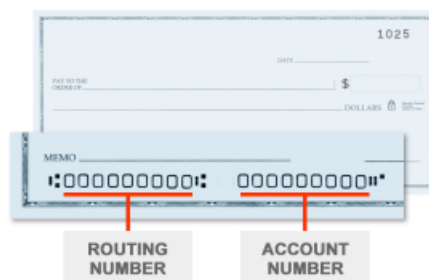 1025
DATE
PAY TO THE
ORDER OF
$
DOLLARS
MEMO
⑆000000000⑆ 000000000⑈
ROUTING
NUMBER
ACCOUNT
NUMBER